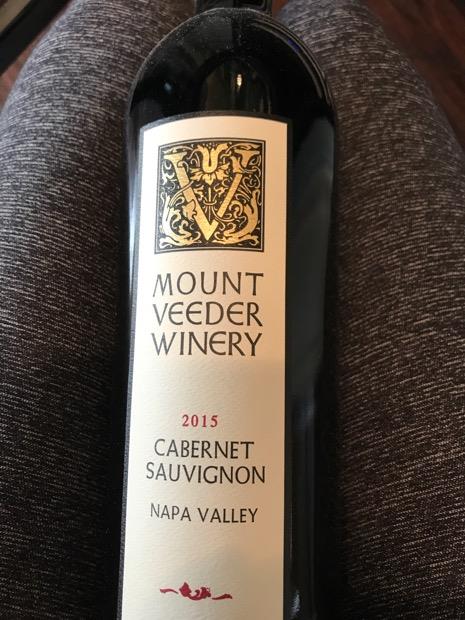 V
MOUNT
VEEDER
WINERY
2015
CABERNET
SAUVIGNON
NAPA VALLEY